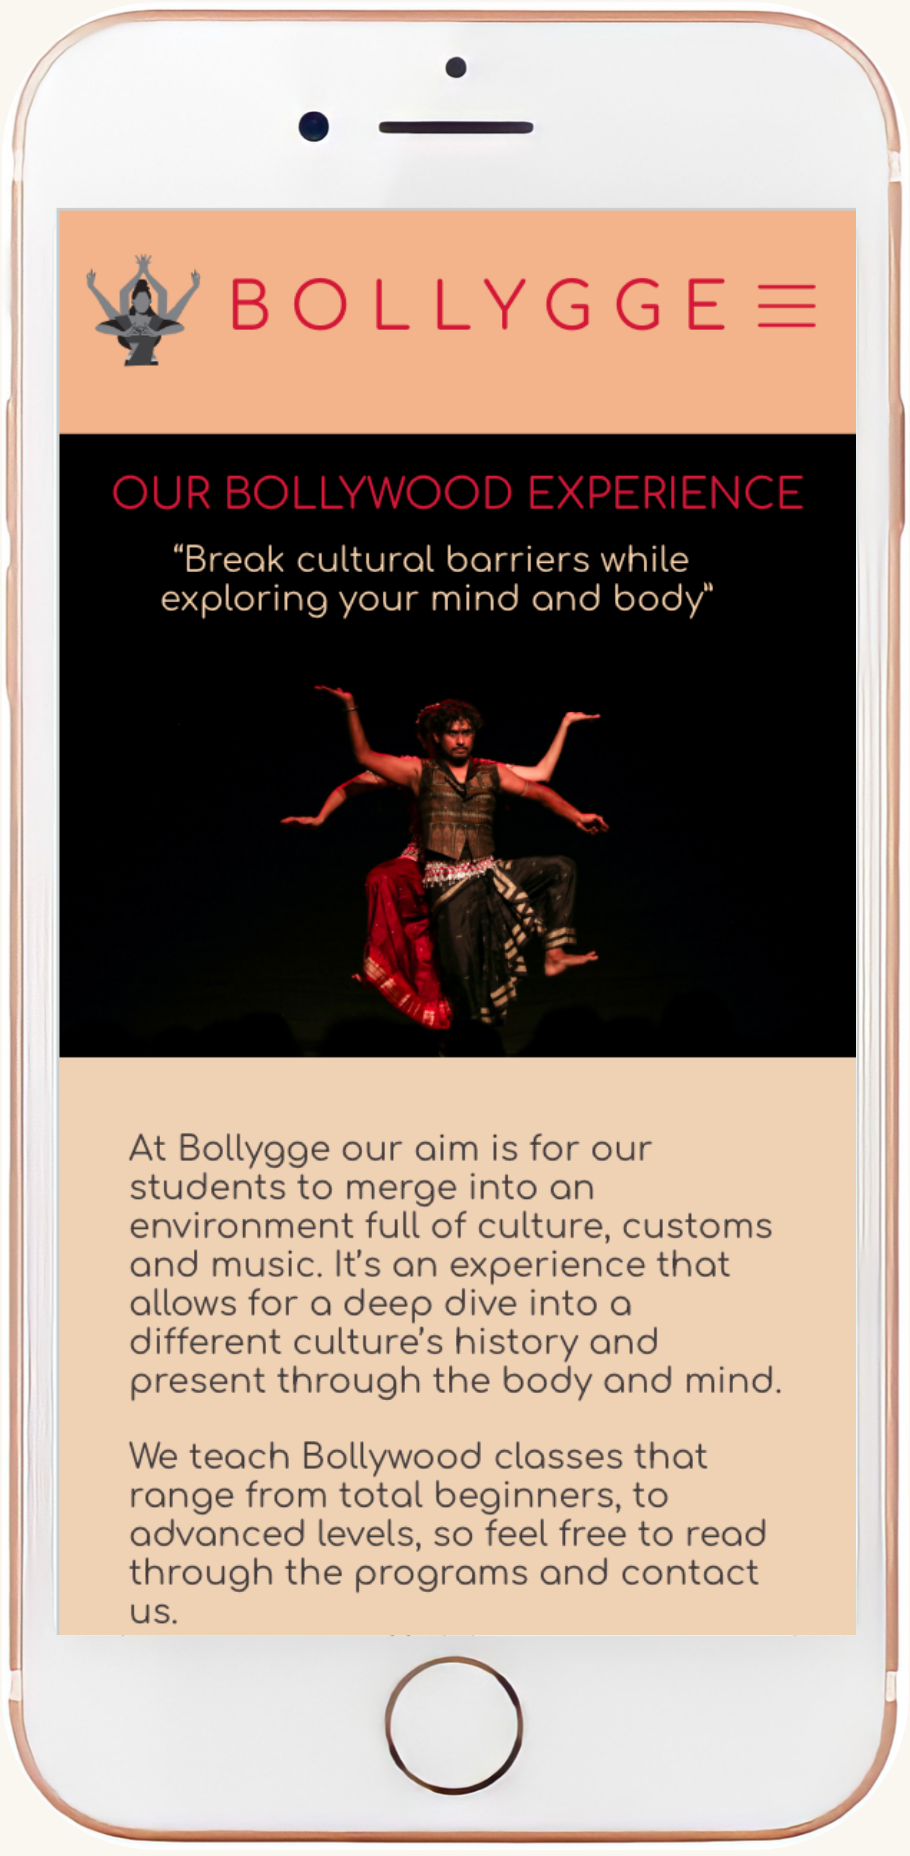 BOLLYGGE
OUR BOLLYWOOD EXPERIENCE
“Break cultural barriers while
exploring your mind and body”
At Bollygge our aim is for our
students to merge into an
environment full of culture, customs
and music. It’s an experience that
allows for a deep dive into a
different culture’s history and
present through the body and mind.
We teach Bollywood classes that
range from total beginners, to
advanced levels, so feel free to read
through the programs and contact
us.